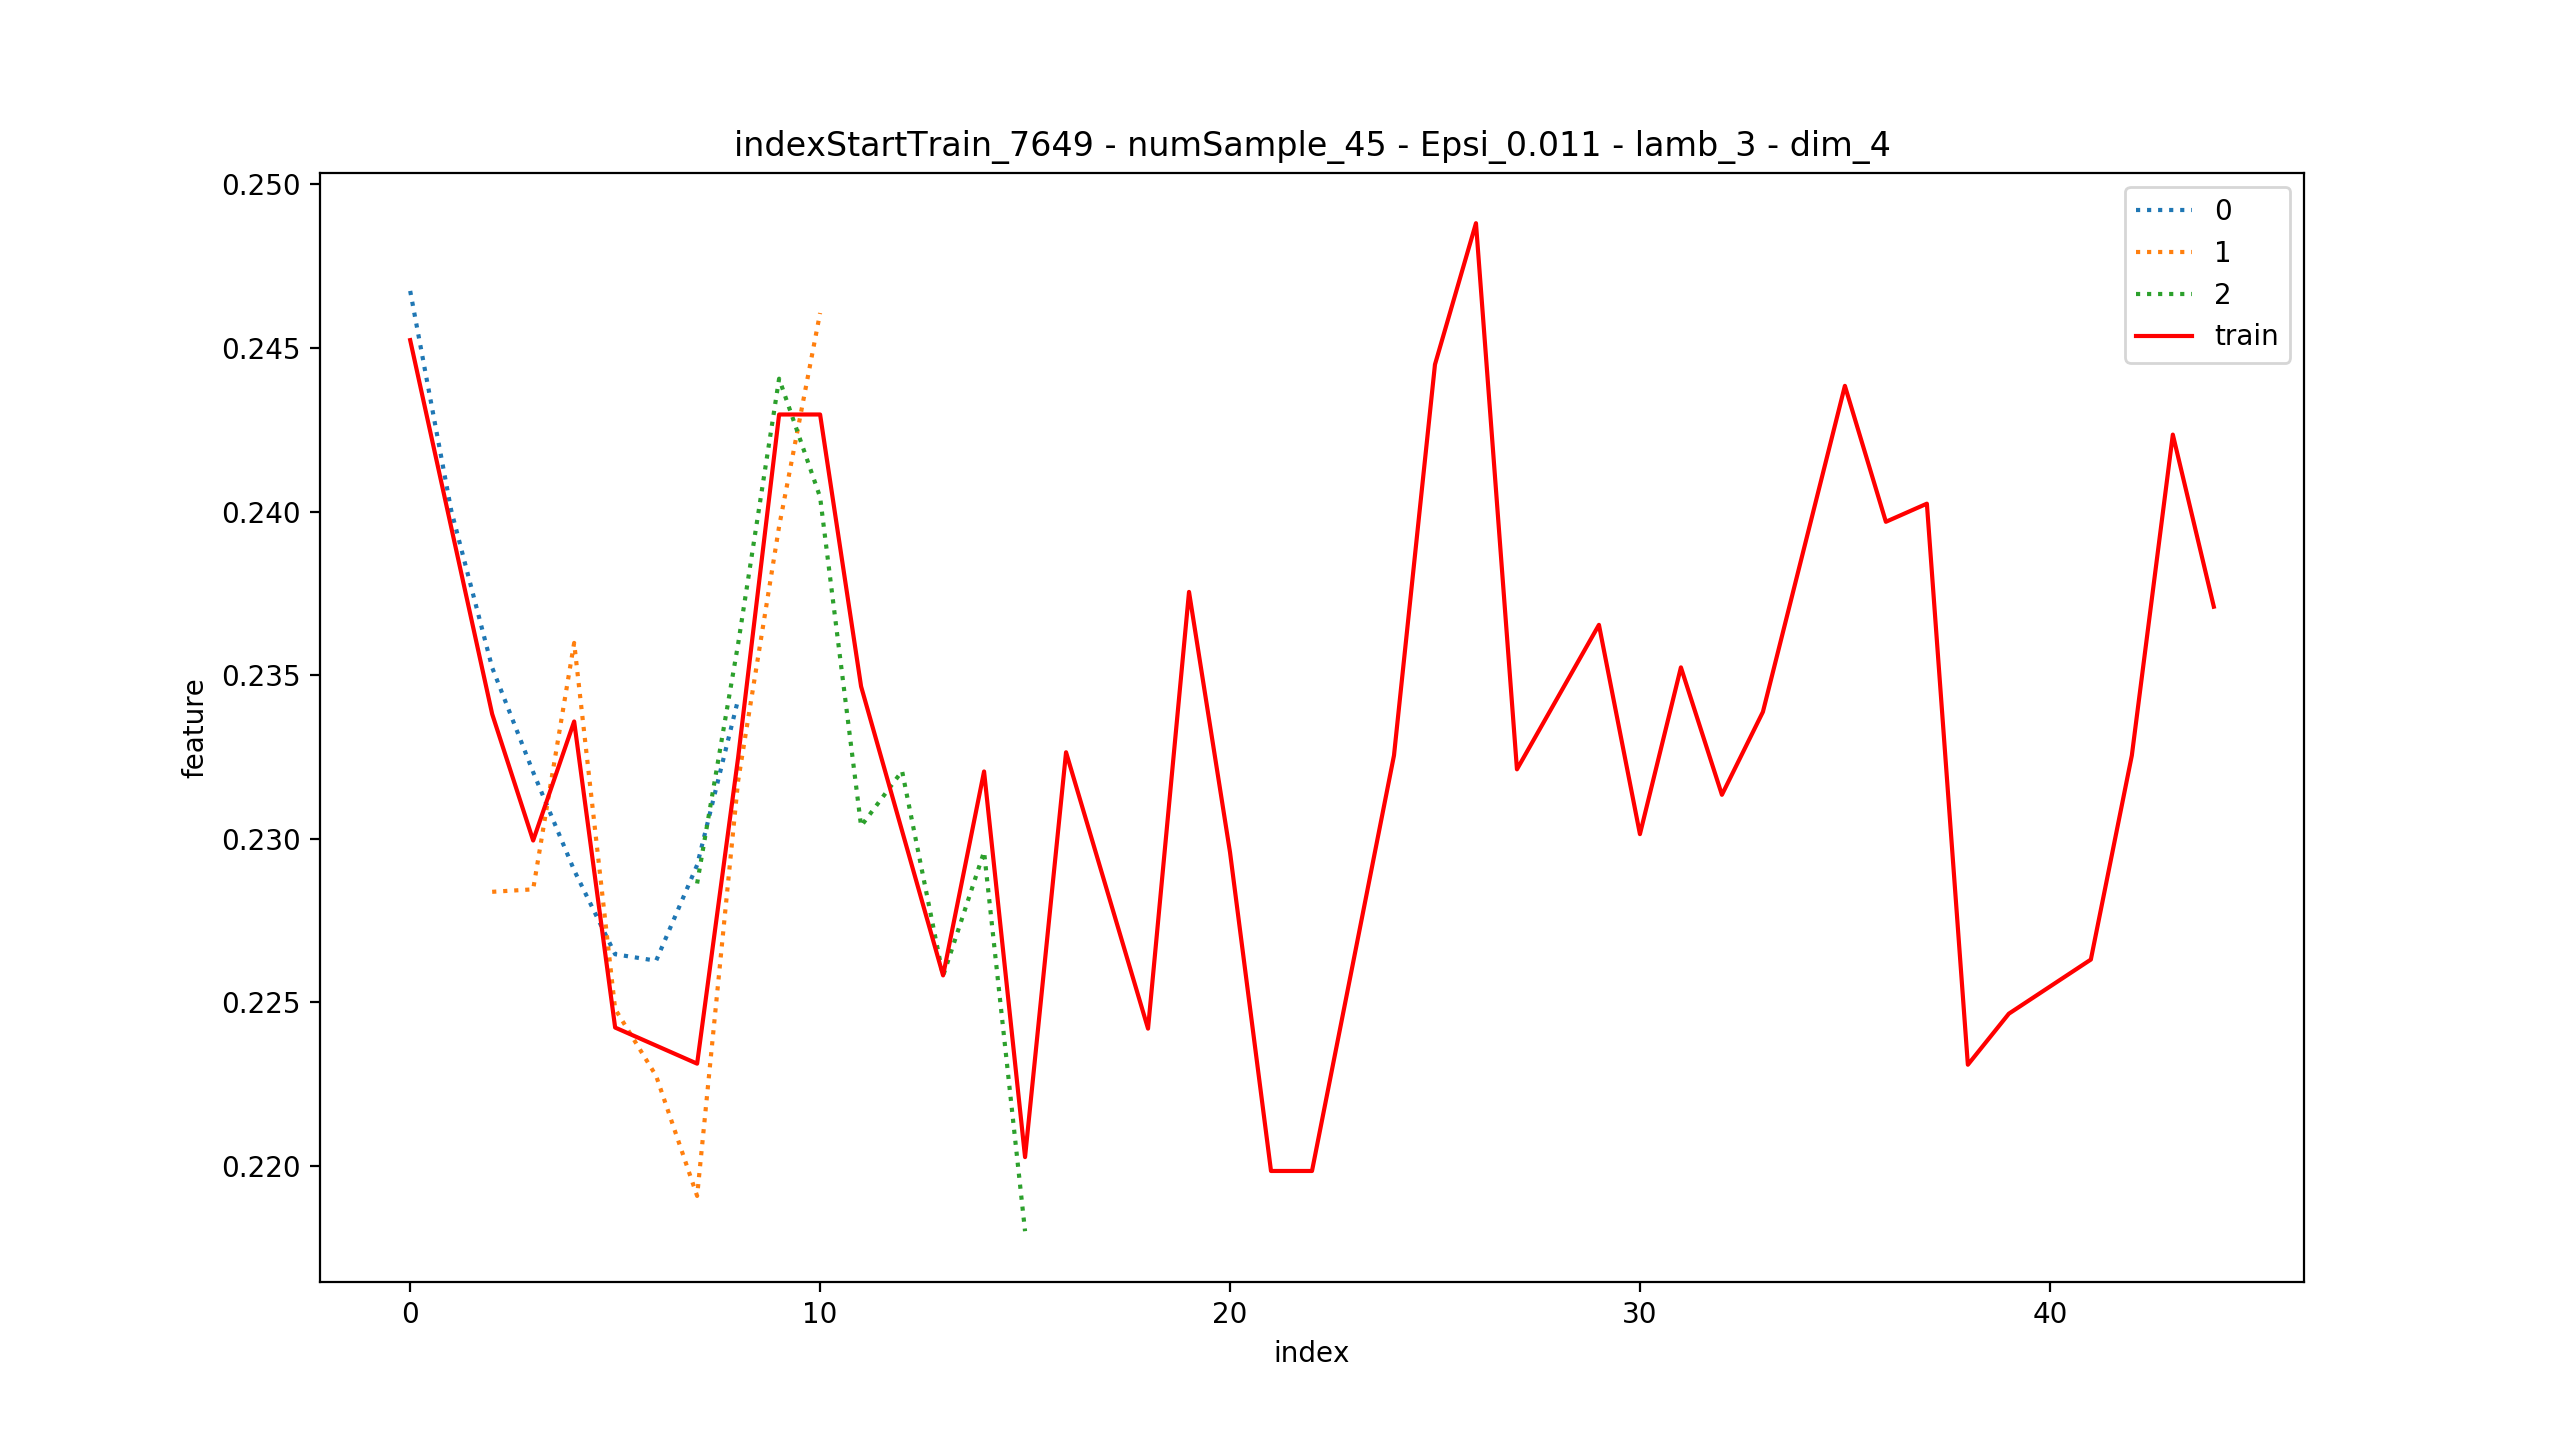 indexStartTrain_7649 - numSample_45 - Epsi_0.011 - lamb_3 - dim_4
0.250
0.245
0.240
0.235
0.230
0.225
0.220
feature
0
1
2
train
0 10 20 30 40
index